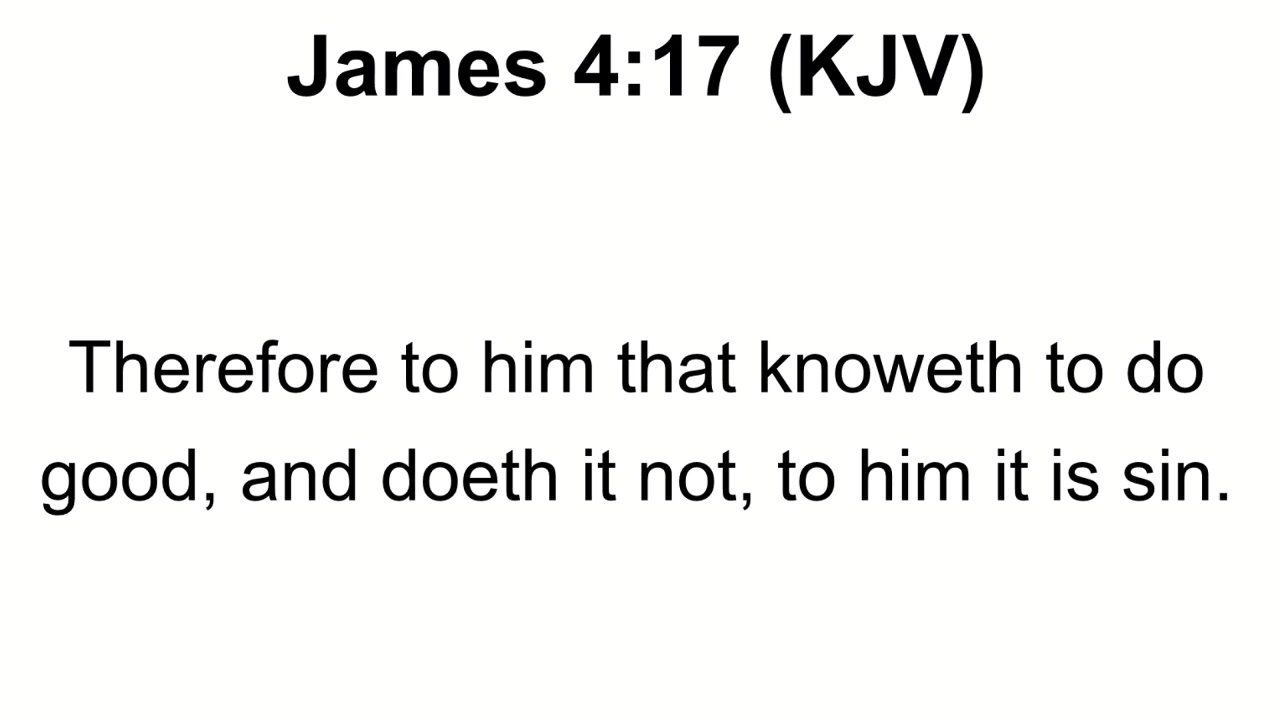 James 4:17 (KJV)
Therefore to him that knoweth to do
good, and doeth it not, to him it is sin.